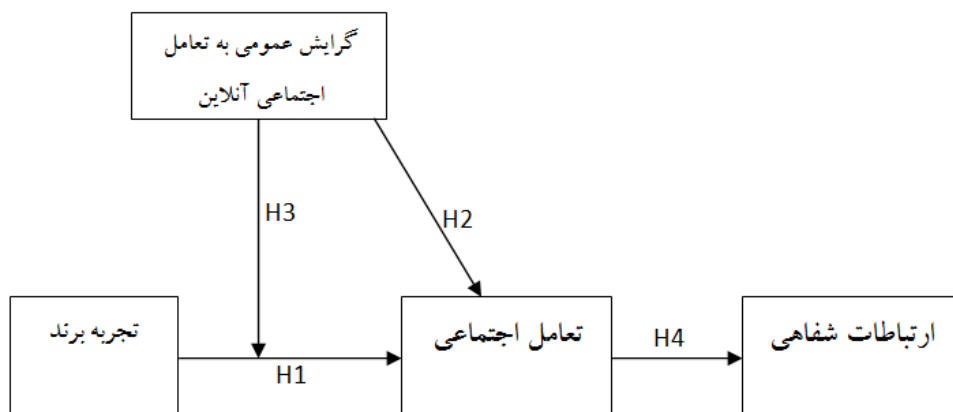 گرایش عمومی به تعامل
اجتماعی آنلاین
H3
H2
تجربه برند
H1
تعامل اجتماعی
H4
ارتباطات شفاهی